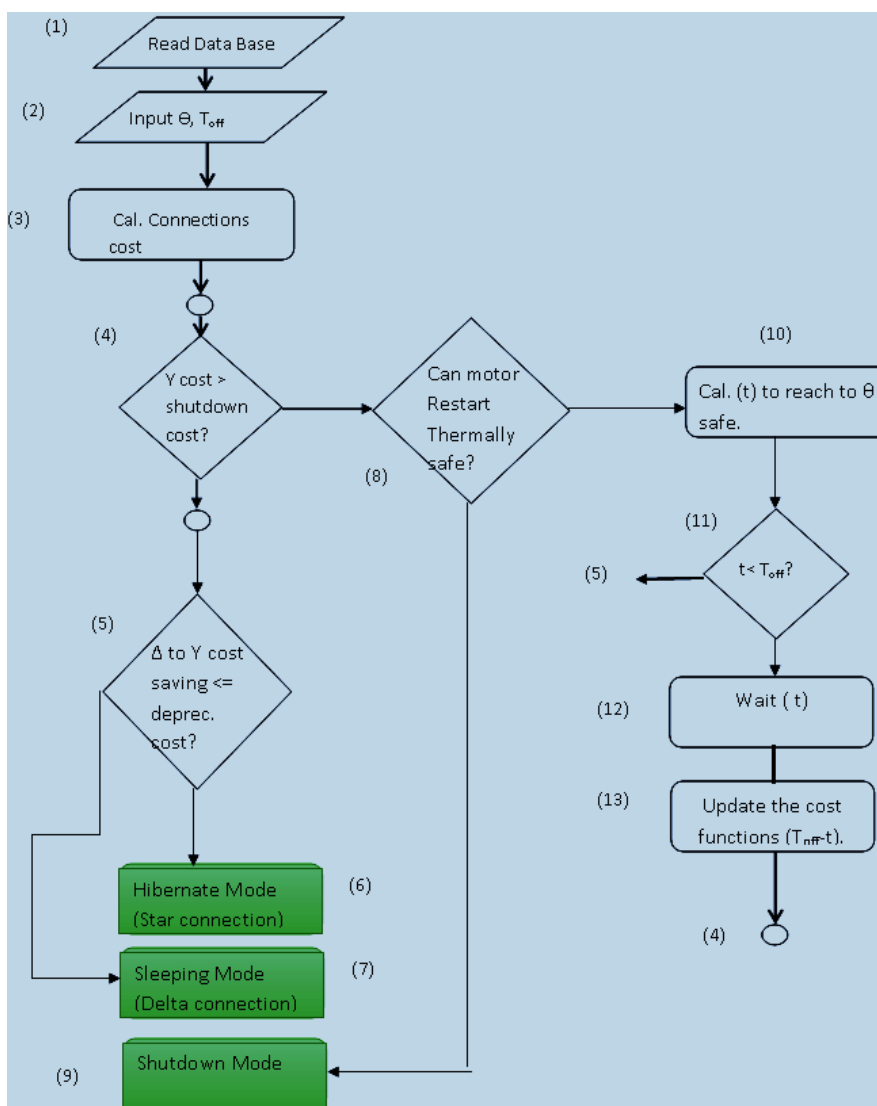 (1)
Read Data Base
(2)
Input Ɵ, Tₒff
(3)
Cal. Connections
cost
(4)
Y cost >
shutdown
cost?
Can motor
Restart
Thermally
safe?
(8)
(10)
Cal. (t) to reach to Ɵ
safe.
(11)
t< Tₒff?
(5)
(5)
Δ to Y cost
saving <=
deprec.
cost?
(12)
Wait ( t)
(13)
Update the cost
functions (Tₒff-t).
(4)
Hibernate Mode
(Star connection)
(6)
Sleeping Mode
(Delta connection)
(7)
Shutdown Mode
(9)